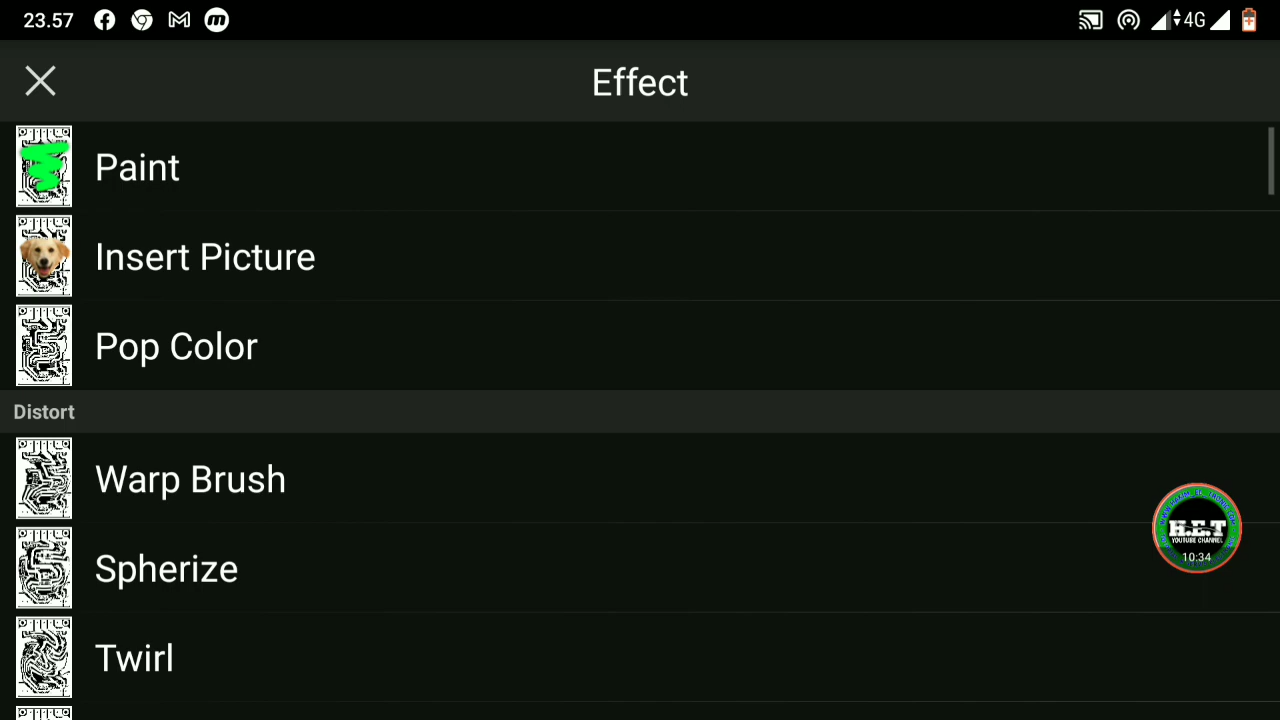 23.57
4G
Effect
Paint
Insert Picture
Pop Color
Distort
Warp Brush
Spherize
H.E.T
YOUTUBE CHANNEL
10:34
Twirl